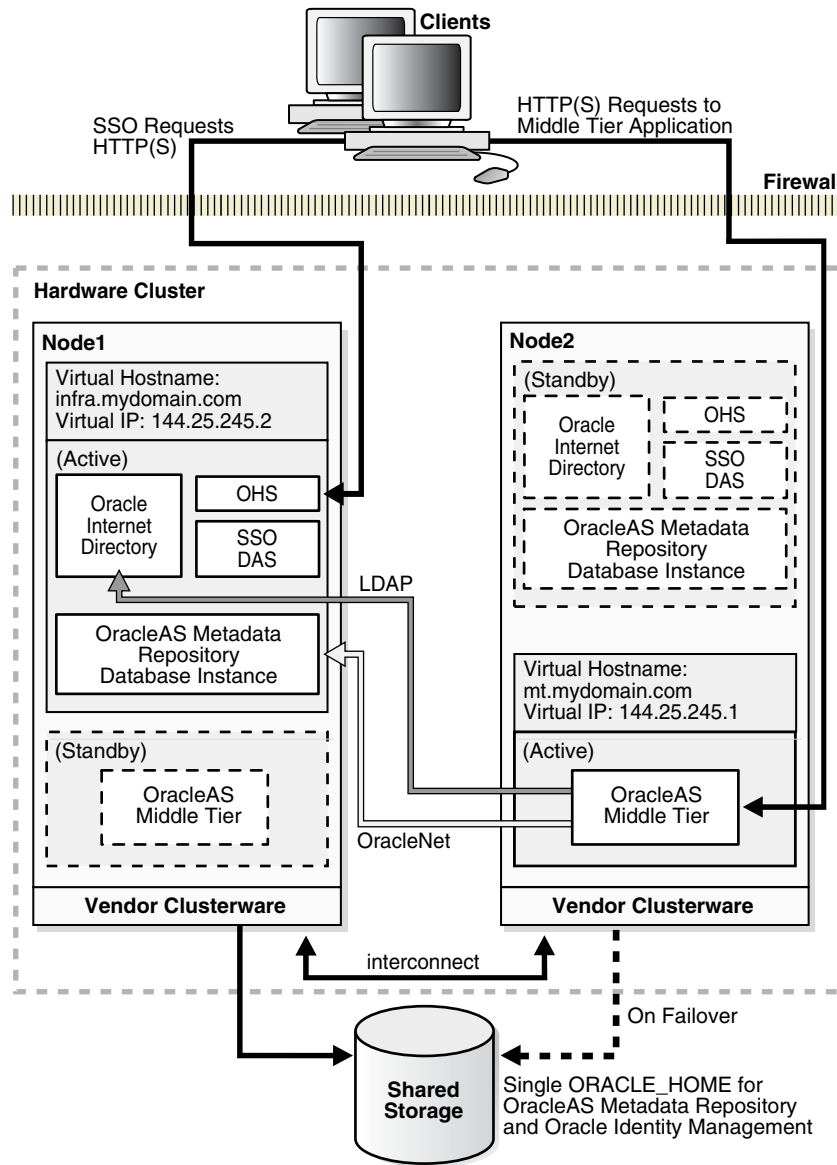 Clients
SSO Requests
HTTP(S)
HTTP(S) Requests to
Middle Tier Application
Firewal
Hardware Cluster
Node1
Virtual Hostname:
infra.mydomain.com
Virtual IP: 144.25.245.2
(Active)
Oracle
Internet
Directory
OHS
SSO
DAS
OracleAS Metadata
Repository
Database Instance
(Standby)
OracleAS
Middle Tier
Vendor Clusterware
LDAP
OracleNet
Node2
(Standby)
Oracle
Internet
Directory
OHS
SSO
DAS
OracleAS Metadata
Repository
Database Instance
Virtual Hostname:
mt.mydomain.com
Virtual IP: 144.25.245.1
(Active)
OracleAS
Middle Tier
Vendor Clusterware
interconnect
On Failover
Shared
Storage
Single ORACLE_HOME for
OracleAS Metadata Repository
and Oracle Identity Management